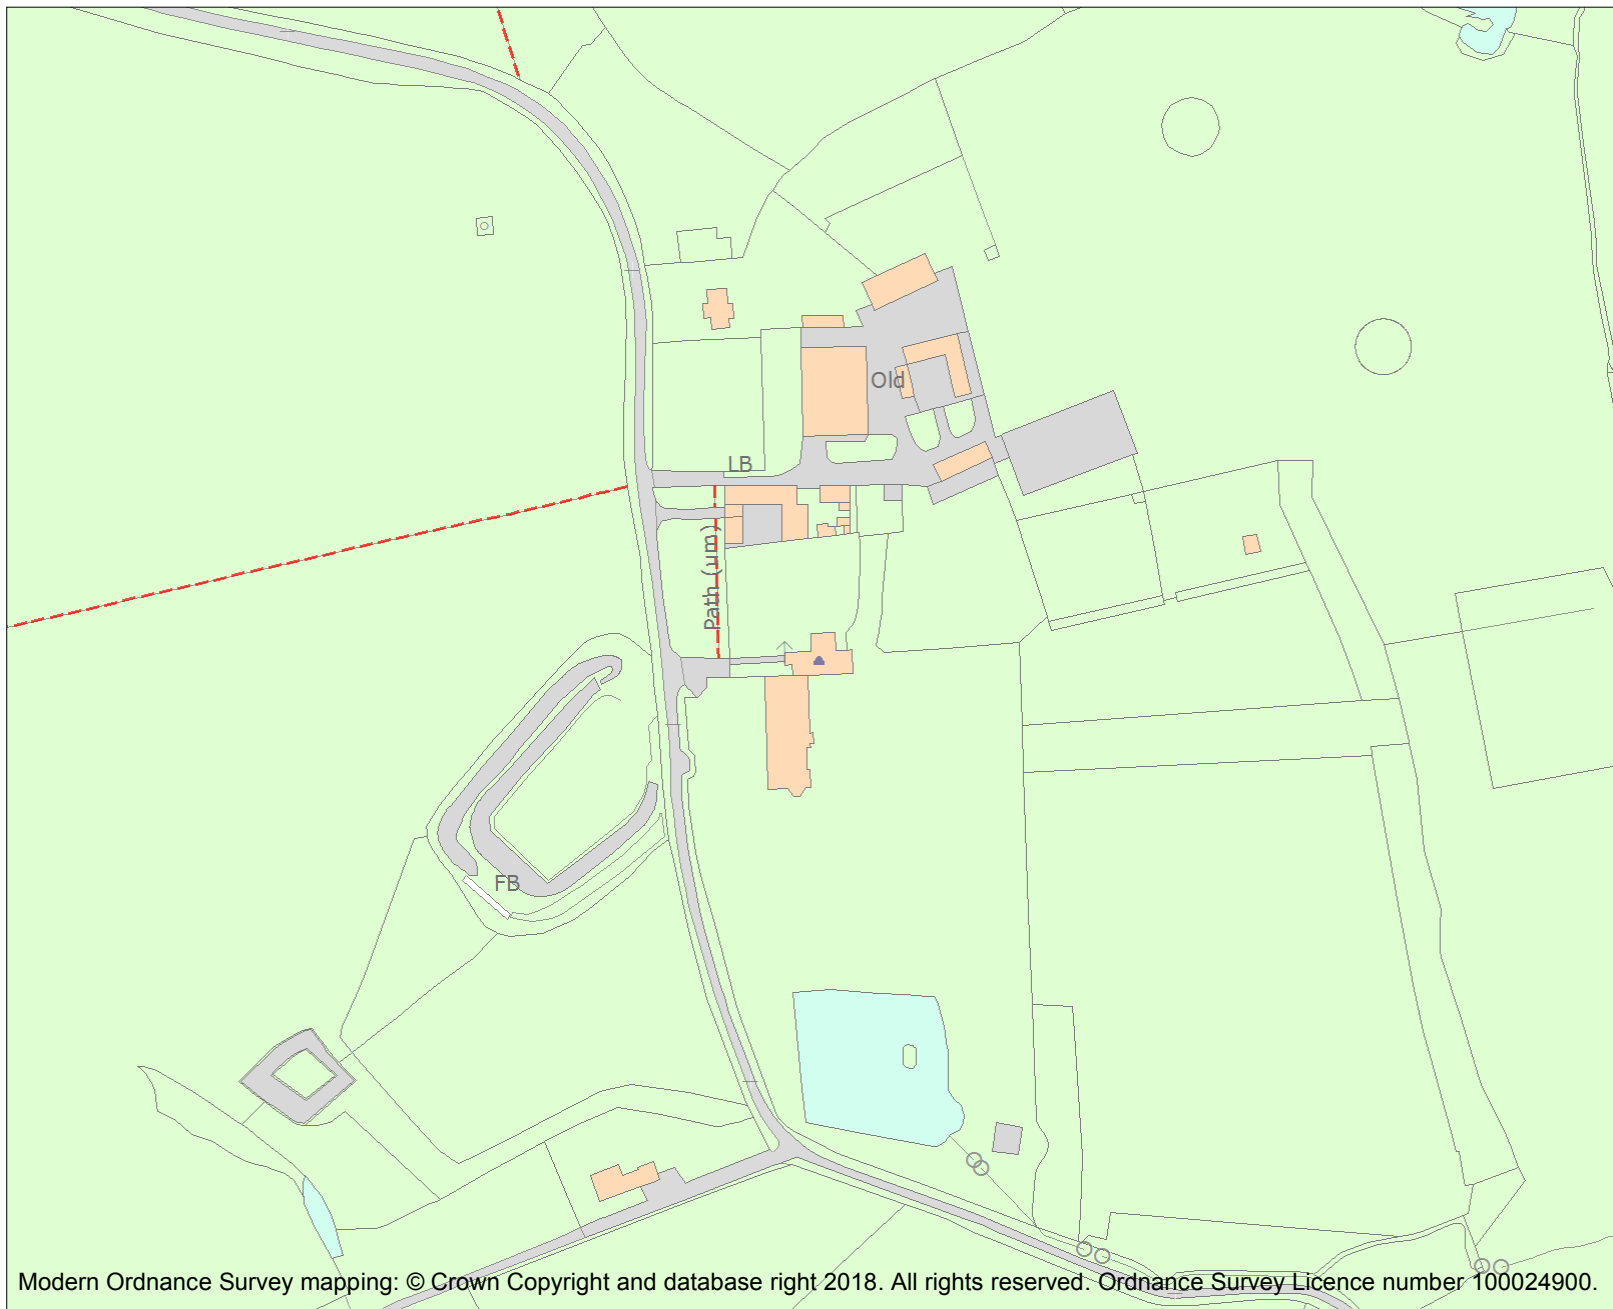 Old
LB
Path (um)
FB
Modern Ordnance Survey mapping: © Crown Copyright and database right 2018. All rights reserved. Ordnance Survey Licence number 100024900.